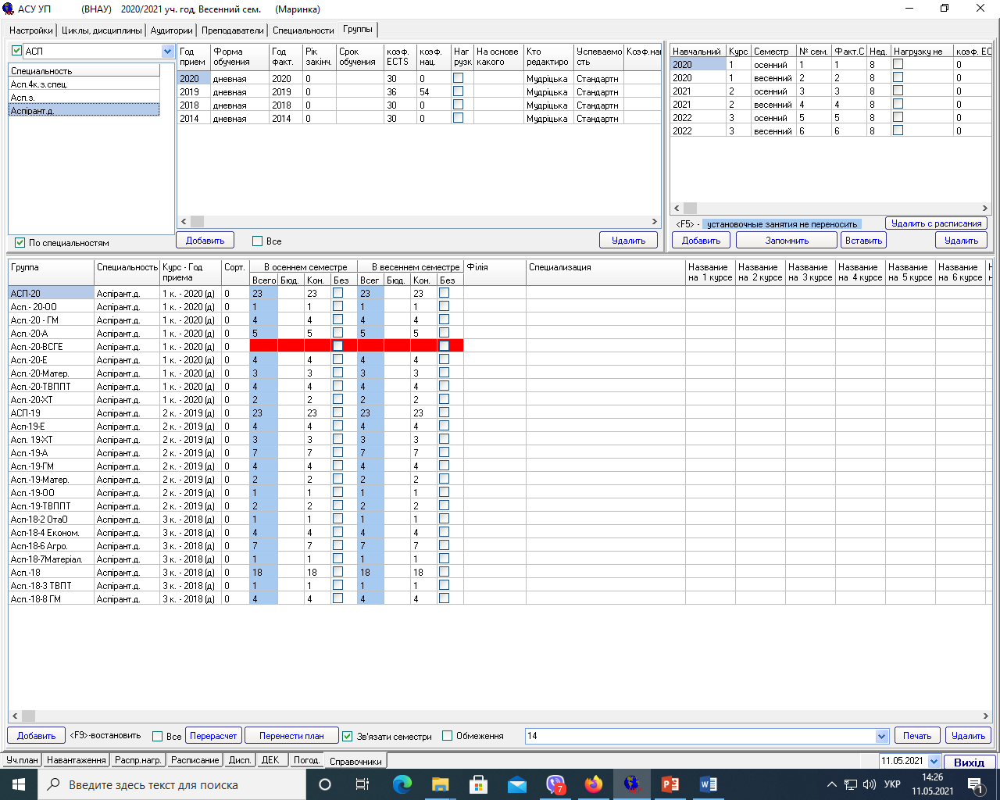 АСУ УП (ВНАУ) 2020/2021 уч. год, Весенний сем. (Маринка)
Настройки Циклы, дисциплины Аудитории Преподаватели Специальности Группы
АСП
Специальность
Асп.4к.з.спец.
Асп.з.
Аспірант.д.
По специальностям
Год прием Форма обучения Год факт. Рік закінч. Срок обучения коэф. ECTS коэф. нац. Наг рузк На основе какого Кто редактиро Успеваемо сть Коэф.на
2020 дневная 2020 0 30 0 Мудріцька Стандартн
2019 дневная 2019 0 36 54 Мудріцька Стандартн
2018 дневная 2018 0 30 0 Мудріцька Стандартн
2014 дневная 2014 0 30 0 Мудріцька Стандартн
Добавить Все Удалить
Навчальний Курс Семестр № сем. Факт.С Нед. Нагрузку не коэф. EC
2020 1 осенний 1 1 8 0
2020 1 весенний 2 2 8 0
2021 2 осенний 3 3 8 0
2021 2 весенний 4 4 8 0
2022 3 осенний 5 5 8 0
2022 3 весенний 6 6 8 0
<F5> - установочные занятия не переносить Удалить с расписания
Добавить Запомнить Вставить Удалить
Группа Специальность Курс - Год приема Сорт. В осеннем семестре В весеннем семестре Філія Специализация Название на 1 курсе Название на 2 курсе Название на 3 курсе Название на 4 курсе Название на 5 курсе Название на 6 курсе
Всего Бюд. Кон. Без Всег Бюд. Кон. Без
АСП-20 Аспірант.д. 1 к. - 2020 (д) 0 23 23 23 23
Асп.- 20-ОО Аспірант.д. 1 к. - 2020 (д) 0 1 1 1 1
Асп.-20 - ГМ Аспірант.д. 1 к. - 2020 (д) 0 4 4 4 4
Асп.-20-А Аспірант.д. 1 к. - 2020 (д) 0 5 5 5 5
Асп.-20-ВСГЕ Аспірант.д. 1 к. - 2020 (д) 0
Асп.-20-Е Аспірант.д. 1 к. - 2020 (д) 0 4 4 4 4
Асп.-20-Матер. Аспірант.д. 1 к. - 2020 (д) 0 3 3 3 3
Асп.-20-ТВППТ Аспірант.д. 1 к. - 2020 (д) 0 4 4 4 4
Асп.-20-ХТ Аспірант.д. 1 к. - 2020 (д) 0 2 2 2 2
АСП-19 Аспірант.д. 2 к. - 2019 (д) 0 23 23 23 23
Асп-19-Е Аспірант.д. 2 к. - 2019 (д) 0 4 4 4 4
Асп. 19-ХТ Аспірант.д. 2 к. - 2019 (д) 0 3 3 3 3
Асп.-19-А Аспірант.д. 2 к. - 2019 (д) 0 7 7 7 7
Асп.-19-ГМ Аспірант.д. 2 к. - 2019 (д) 0 4 4 4 4
Асп.-19-Матер. Аспірант.д. 2 к. - 2019 (д) 0 2 2 2 2
Асп.-19-ОО Аспірант.д. 2 к. - 2019 (д) 0 1 1 1 1
Асп.-19-ТВППТ Аспірант.д. 2 к. - 2019 (д) 0 2 2 2 2
Асп-18-2 ОтаО Аспірант.д. 3 к. - 2018 (д) 0 1 1 1 1
Асп-18-4 Економ. Аспірант.д. 3 к. - 2018 (д) 0 4 4 4 4
Асп-18-6 Агро. Аспірант.д. 3 к. - 2018 (д) 0 7 7 7 7
Асп-18-7Матеріал. Аспірант.д. 3 к. - 2018 (д) 0 1 1 1 1
Асп.-18 Аспірант.д. 3 к. - 2018 (д) 0 18 18 18 18
Асп.-18-3 ТВПТ Аспірант.д. 3 к. - 2018 (д) 0 1 1 1 1
Асп.-18-8 ГМ Аспірант.д. 3 к. - 2018 (д) 0 4 4 4 4
Добавить <F9>-востановить Все Перерасчет Перенести план Зв'язати семестри Обмеження 14 Печать Удалить
Уч.план Навантаження Распр.нагр. Расписание Дисп. ДЕК Погод. Справочники 11.05.2021 Вихід
Введите здесь текст для поиска 7 УКР 14:26 11.05.2021 1